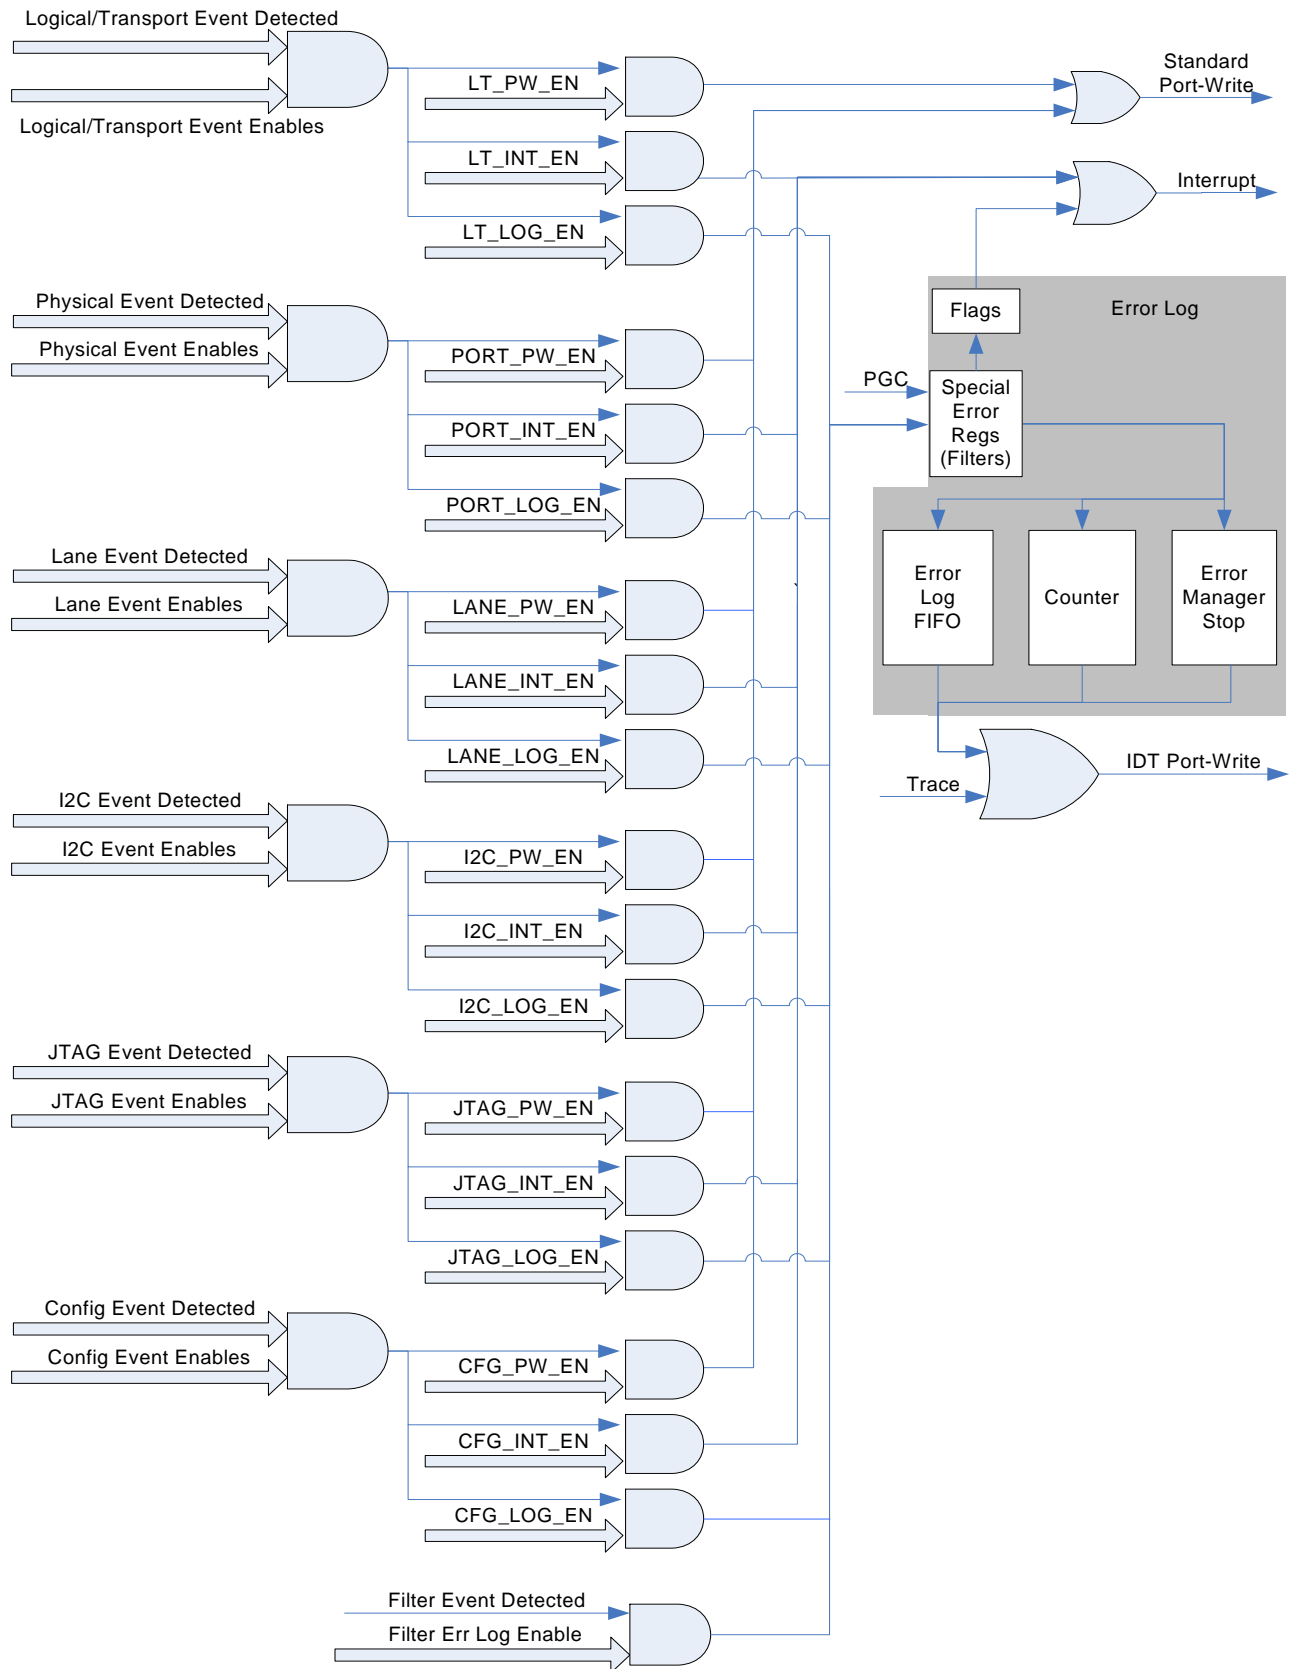 Logical/Transport Event Detected
Logical/Transport Event Enables
LT_PW_EN
LT_INT_EN
LT_LOG_EN
Standard
Port-Write
Interrupt
Physical Event Detected
Physical Event Enables
PORT_PW_EN
PORT_INT_EN
PORT_LOG_EN
Flags
Error Log
PGC
Special
Error
Regs
(Filters)
Lane Event Detected
Lane Event Enables
LANE_PW_EN
LANE_INT_EN
LANE_LOG_EN
Error
Log
FIFO
Counter
Error
Manager
Stop
IDT Port-Write
Trace
I2C Event Detected
I2C Event Enables
I2C_PW_EN
I2C_INT_EN
I2C_LOG_EN
JTAG Event Detected
JTAG Event Enables
JTAG_PW_EN
JTAG_INT_EN
JTAG_LOG_EN
Config Event Detected
Config Event Enables
CFG_PW_EN
CFG_INT_EN
CFG_LOG_EN
Filter Event Detected
Filter Err Log Enable